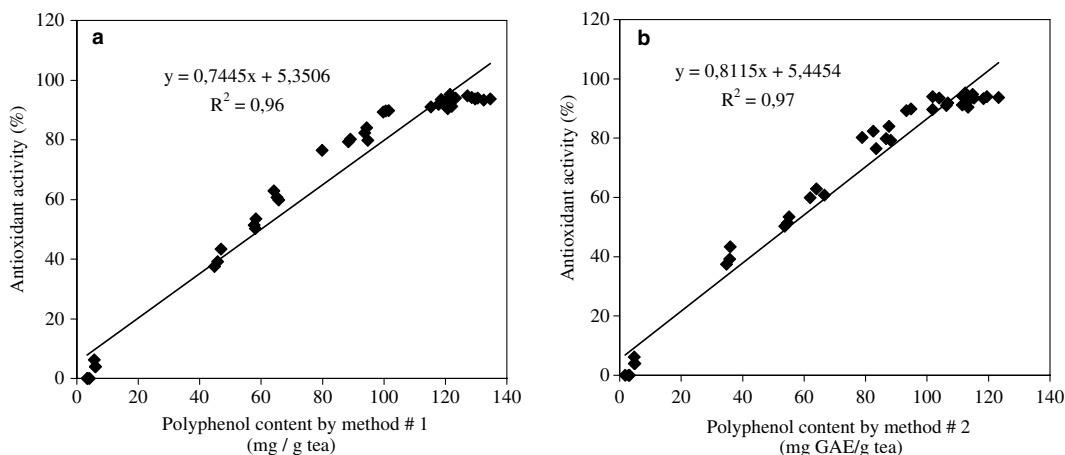 a
y = 0,7445x + 5,3506
R² = 0,96
Antioxidant activity (%)
120
100
80
60
40
20
0
0 20 40 60 80 100 120 140
Polyphenol content by method # 1
(mg / g tea)
b
y = 0,8115x + 5,4454
R² = 0,97
Antioxidant activity (%)
120
100
80
60
40
20
0
0 20 40 60 80 100 120 140
Polyphenol content by method # 2
(mg GAE/g tea)